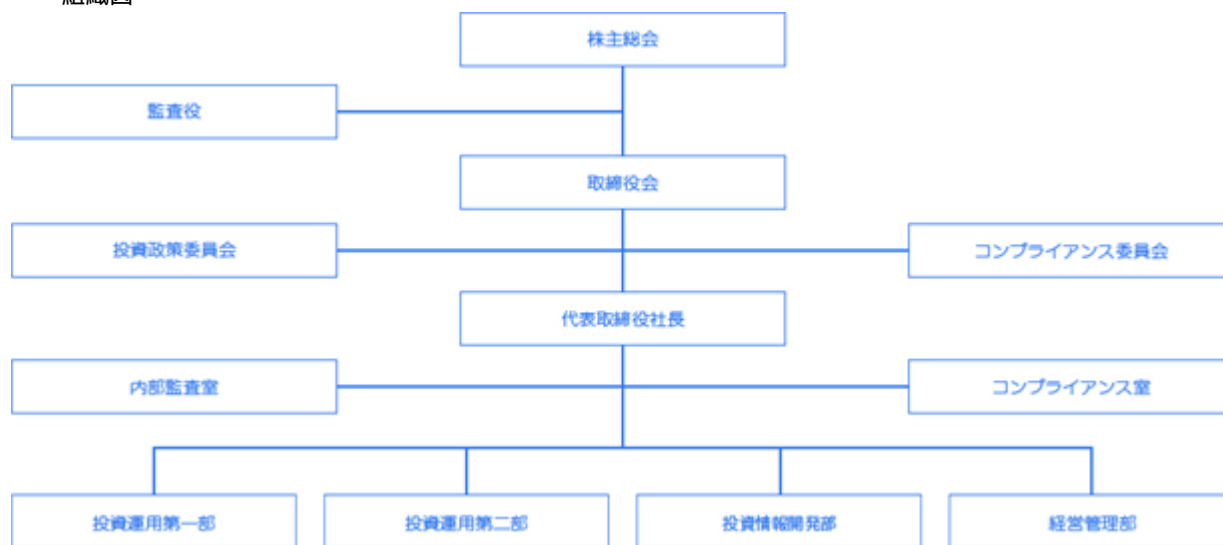 組織図
株主総会
監査役
取締役会
投資政策委員会
コンプライアンス委員会
代表取締役社長
内部監査室
コンプライアンス室
投資運用第一部
投資運用第二部
投資情報開発部
経営管理部